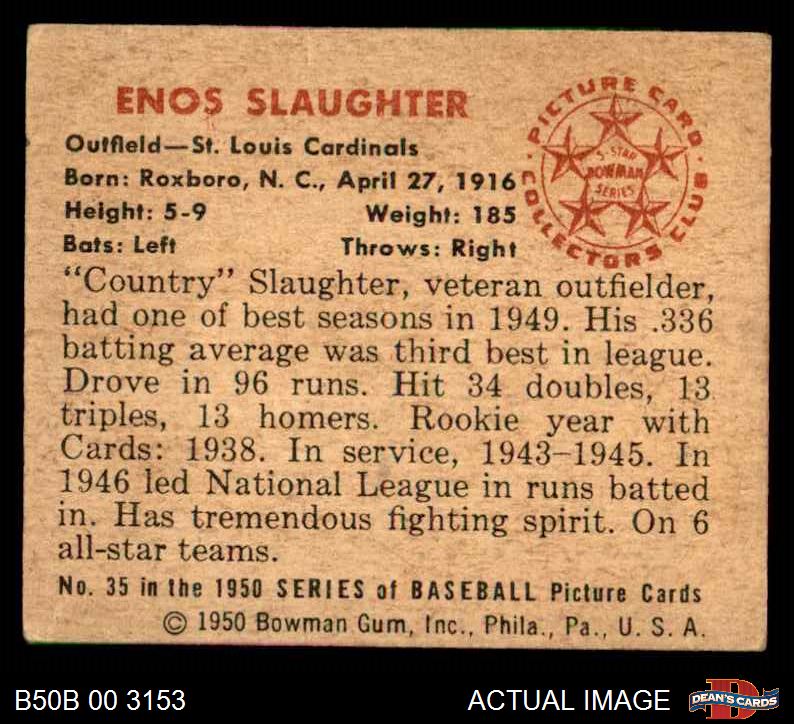 ENOS SLAUGHTER
Outfield—St. Louis Cardinals
Born: Roxboro, N. C., April 27, 1916
Height: 5-9 Weight: 185
Bats: Left Throws: Right
PICTURE CARD
COLLECTORS CLUB
5-STAR
BOWMAN
SERIES
"Country" Slaughter, veteran outfielder,
had one of best seasons in 1949. His .336
batting average was third best in league.
Drove in 96 runs. Hit 34 doubles, 13
triples, 13 homers. Rookie year with
Cards: 1938. In service, 1943–1945. In
1946 led National League in runs batted
in. Has tremendous fighting spirit. On 6
all-star teams.
No. 35 in the 1950 SERIES of BASEBALL Picture Cards
© 1950 Bowman Gum, Inc., Phila., Pa., U. S. A.
B50B 00 3153
ACTUAL IMAGE
DEAN'S CARDS